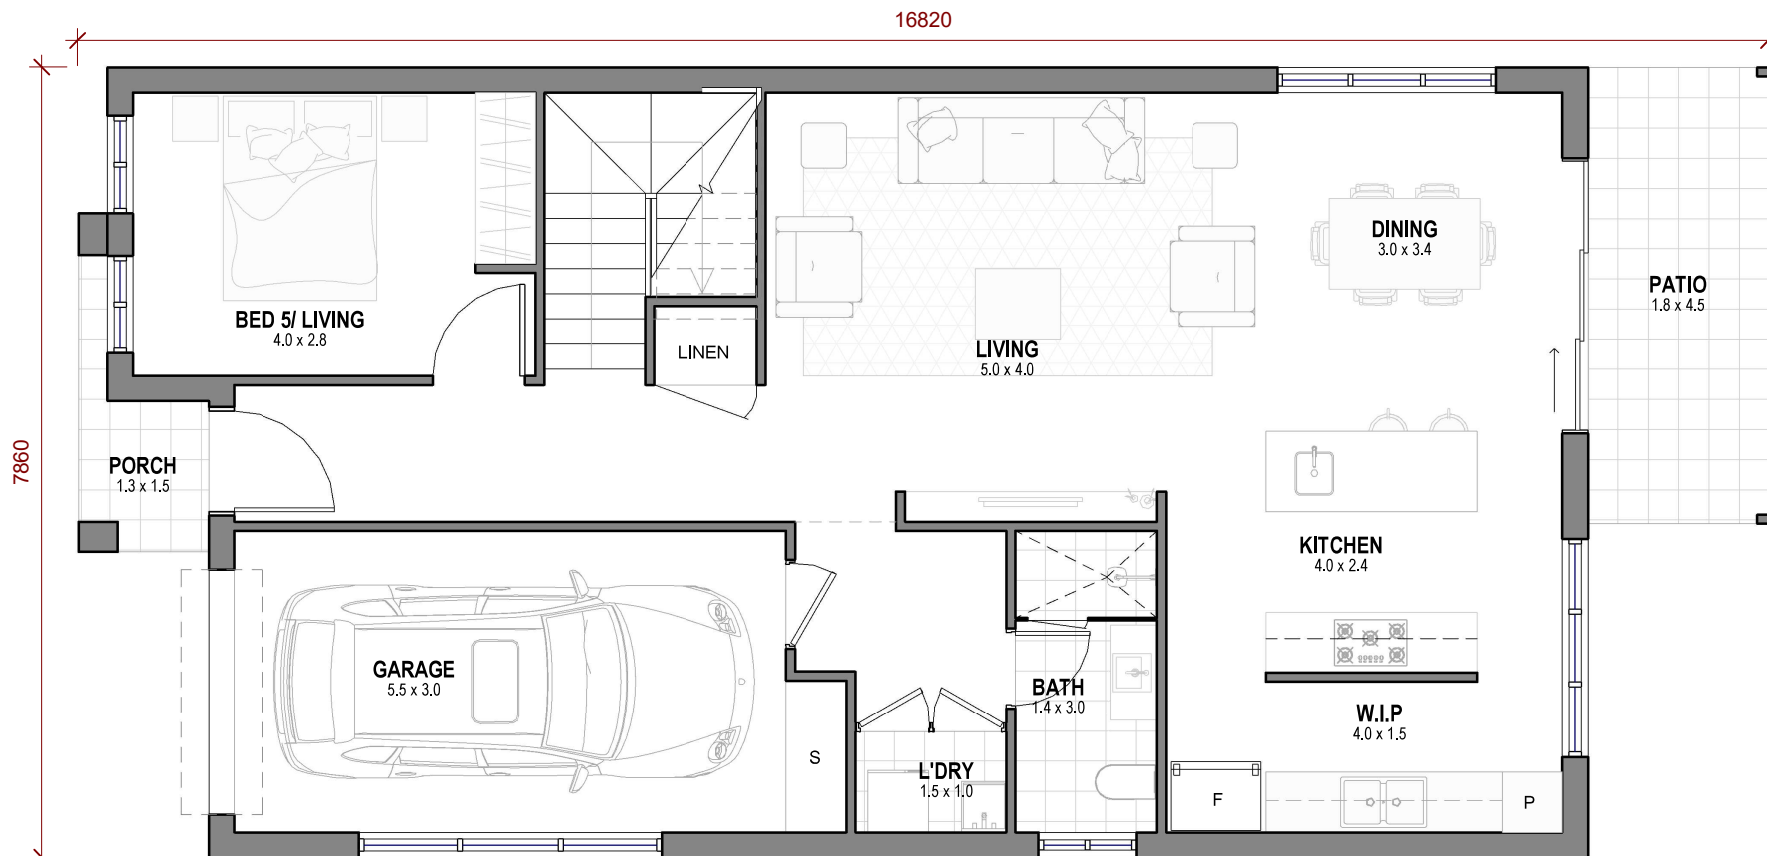 16820
7860
BED 5/ LIVING
4.0 x 2.8
LINEN
LIVING
5.0 x 4.0
DINING
3.0 x 3.4
PATIO
1.8 x 4.5
PORCH
1.3 x 1.5
KITCHEN
4.0 x 2.4
GARAGE
5.5 x 3.0
BATH
1.4 x 3.0
W.I.P
4.0 x 1.5
S
L'DRY
1.5 x 1.0
F
P